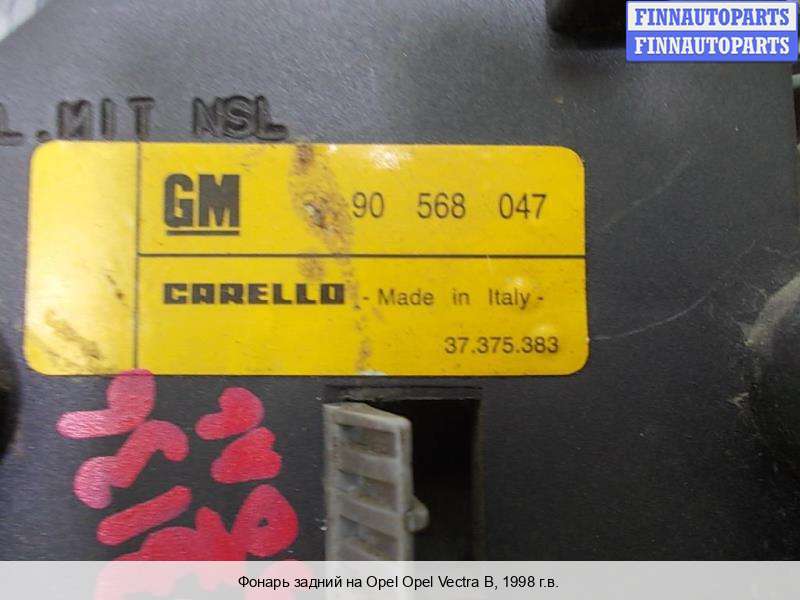 FINNAUTOPARTS
FINNAUTOPARTS
L.MIT NSL
GM 90 568 047
CARELLO - Made in Italy -
37.375.383
Фонарь задний на Opel Opel Vectra B, 1998 г.в.